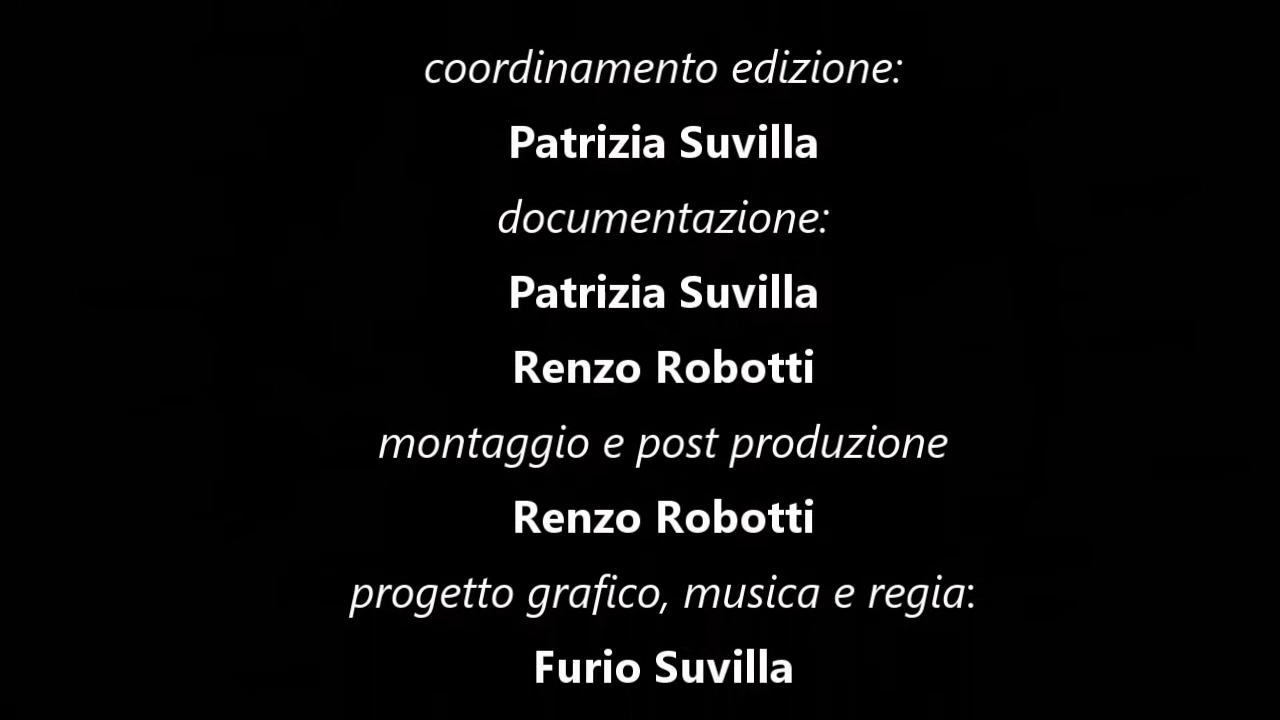 coordinamento edizione:
Patrizia Suvilla
documentazione:
Patrizia Suvilla
Renzo Robotti
montaggio e post produzione
Renzo Robotti
progetto grafico, musica e regia:
Furio Suvilla